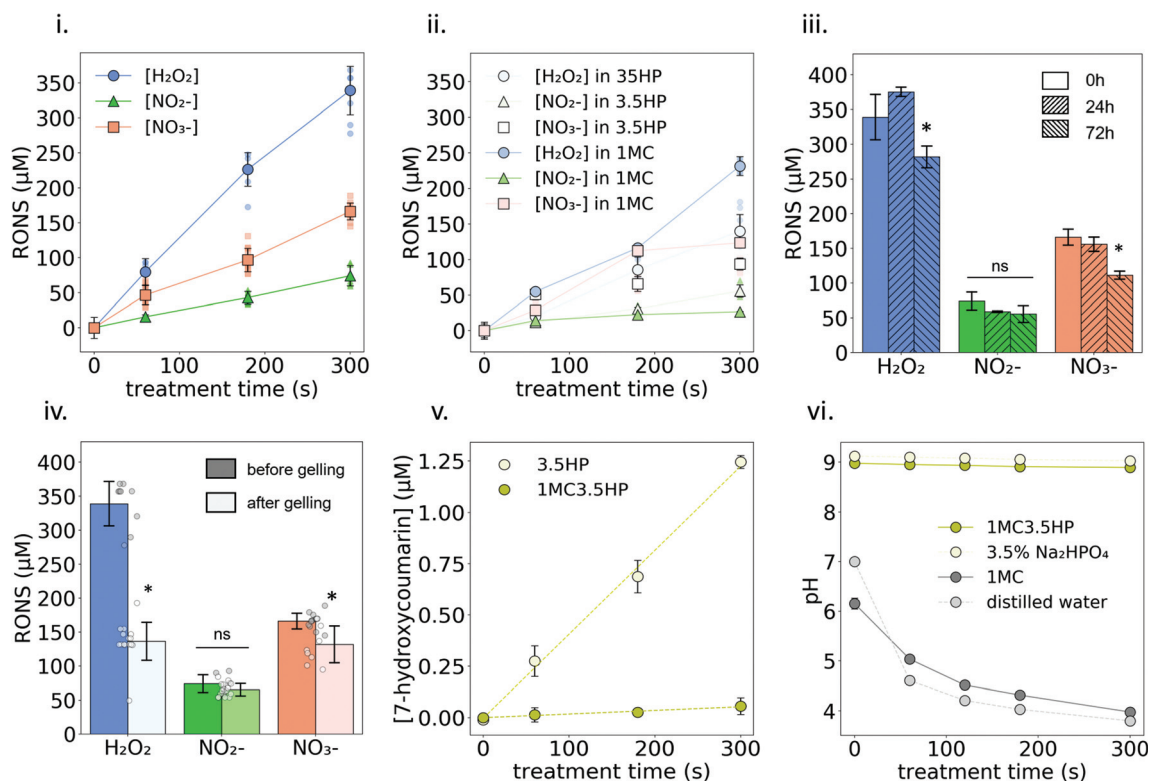 i.
RONS (μM)
350
300
250
200
150
100
50
0
[H₂O₂]
[NO₂-]
[NO₃-]
0
100
200
300
treatment time (s)
ii.
RONS (μM)
350
300
250
200
150
100
50
0
[H₂O₂] in 35HP
[NO₂-] in 3.5HP
[NO₃-] in 3.5HP
[H₂O₂] in 1MC
[NO₂-] in 1MC
[NO₃-] in 1MC
0
100
200
300
treatment time (s)
iii.
RONS (μM)
400
350
300
250
200
150
100
50
0
0h
24h
72h
*
ns
*
H₂O₂
NO₂-
NO₃-
iv.
RONS (μM)
400
350
300
250
200
150
100
50
0
before gelling
after gelling
*
ns
*
H₂O₂
NO₂-
NO₃-
v.
[7-hydroxycoumarin] (μM)
1.25
1.00
0.75
0.50
0.25
0.00
3.5HP
1MC3.5HP
0
100
200
300
treatment time (s)
vi.
pH
9
8
7
6
5
4
1MC3.5HP
3.5% Na₂HPO₄
1MC
distilled water
0
100
200
300
treatment time (s)